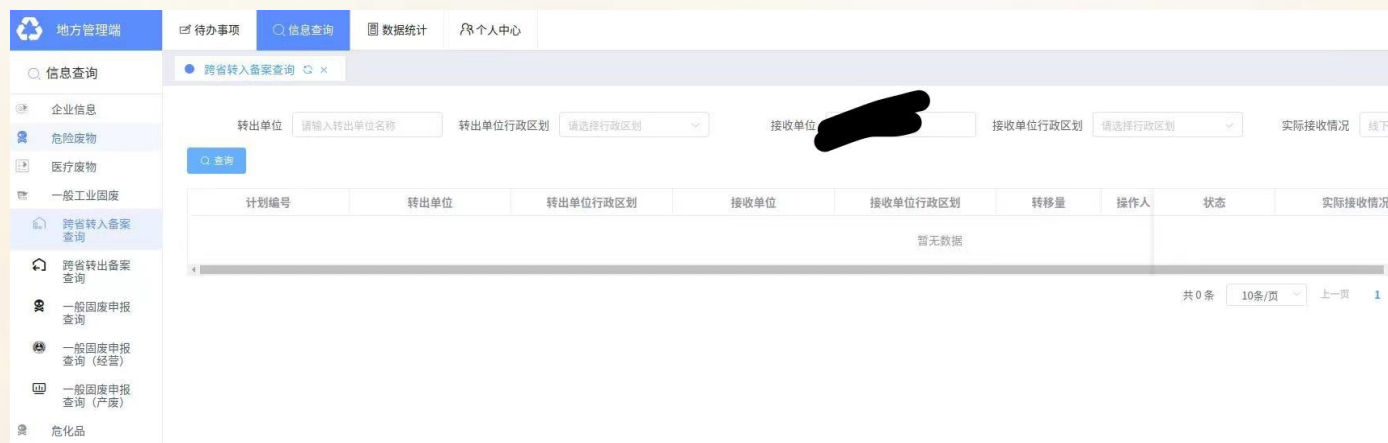 地方管理端
待办事项
信息查询
数据统计
个人中心
信息查询
跨省转入备案查询
企业信息
危险废物
医疗废物
一般工业固废
跨省转入备案
查询
跨省转出备案
查询
一般固废申报
查询
一般固废申报
查询（经营）
一般固废申报
查询（产废）
危化品
转出单位 请输入转出单位名称
转出单位行政区划 请选择行政区划
接收单位
接收单位行政区划 请选择行政区划
实际接收情况 线下
查询
计划编号 转出单位 转出单位行政区划 接收单位 接收单位行政区划 转移量 操作人 状态 实际接收情况
暂无数据
共 0 条 10条/页 上一页 1